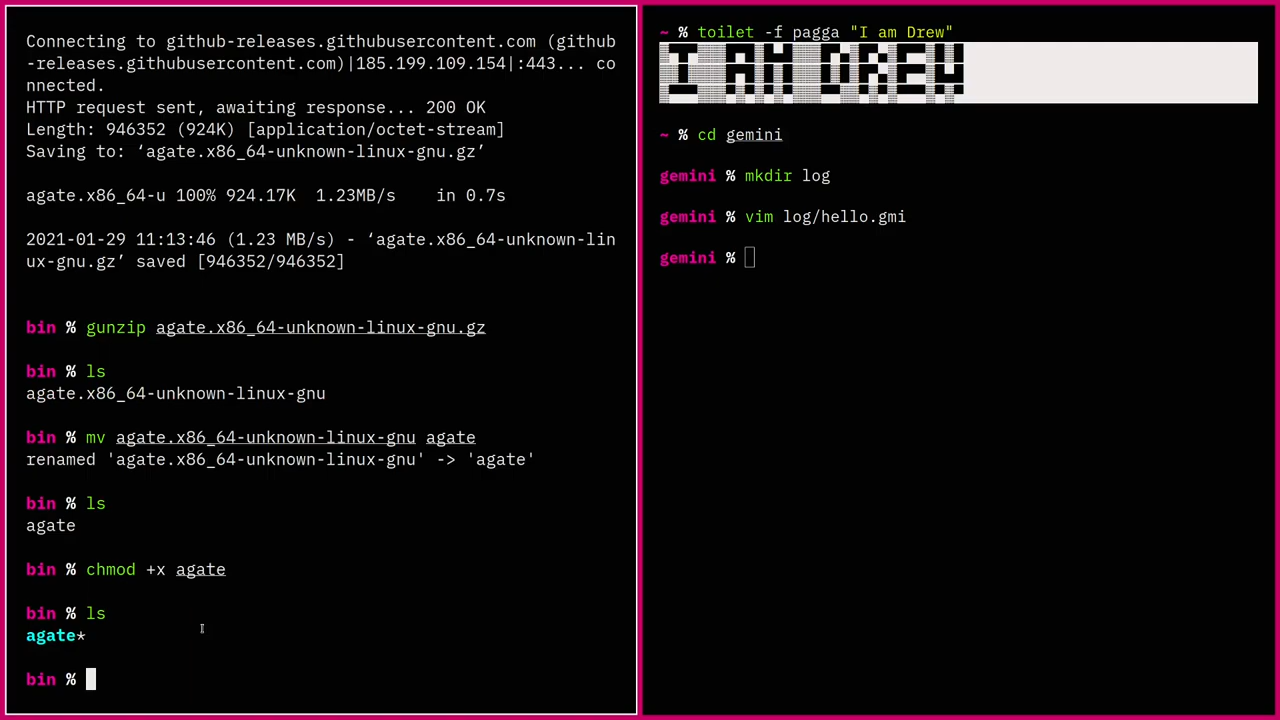 Connecting to github-releases.githubusercontent.com (github
-releases.githubusercontent.com)|185.199.109.154|:443... co
nnected.
HTTP request sent, awaiting response... 200 OK
Length: 946352 (924K) [application/octet-stream]
Saving to: ‘agate.x86_64-unknown-linux-gnu.gz’
agate.x86_64-u 100% 924.17K  1.23MB/s    in 0.7s
2021-01-29 11:13:46 (1.23 MB/s) - ‘agate.x86_64-unknown-lin
ux-gnu.gz’ saved [946352/946352]
bin % gunzip agate.x86_64-unknown-linux-gnu.gz
bin % ls
agate.x86_64-unknown-linux-gnu
bin % mv agate.x86_64-unknown-linux-gnu agate
renamed 'agate.x86_64-unknown-linux-gnu' -> 'agate'
bin % ls
agate
bin % chmod +x agate
bin % ls
agate*
bin %
~ % toilet -f pagga "I am Drew"
I AM DREW
~ % cd gemini
gemini % mkdir log
gemini % vim log/hello.gmi
gemini %